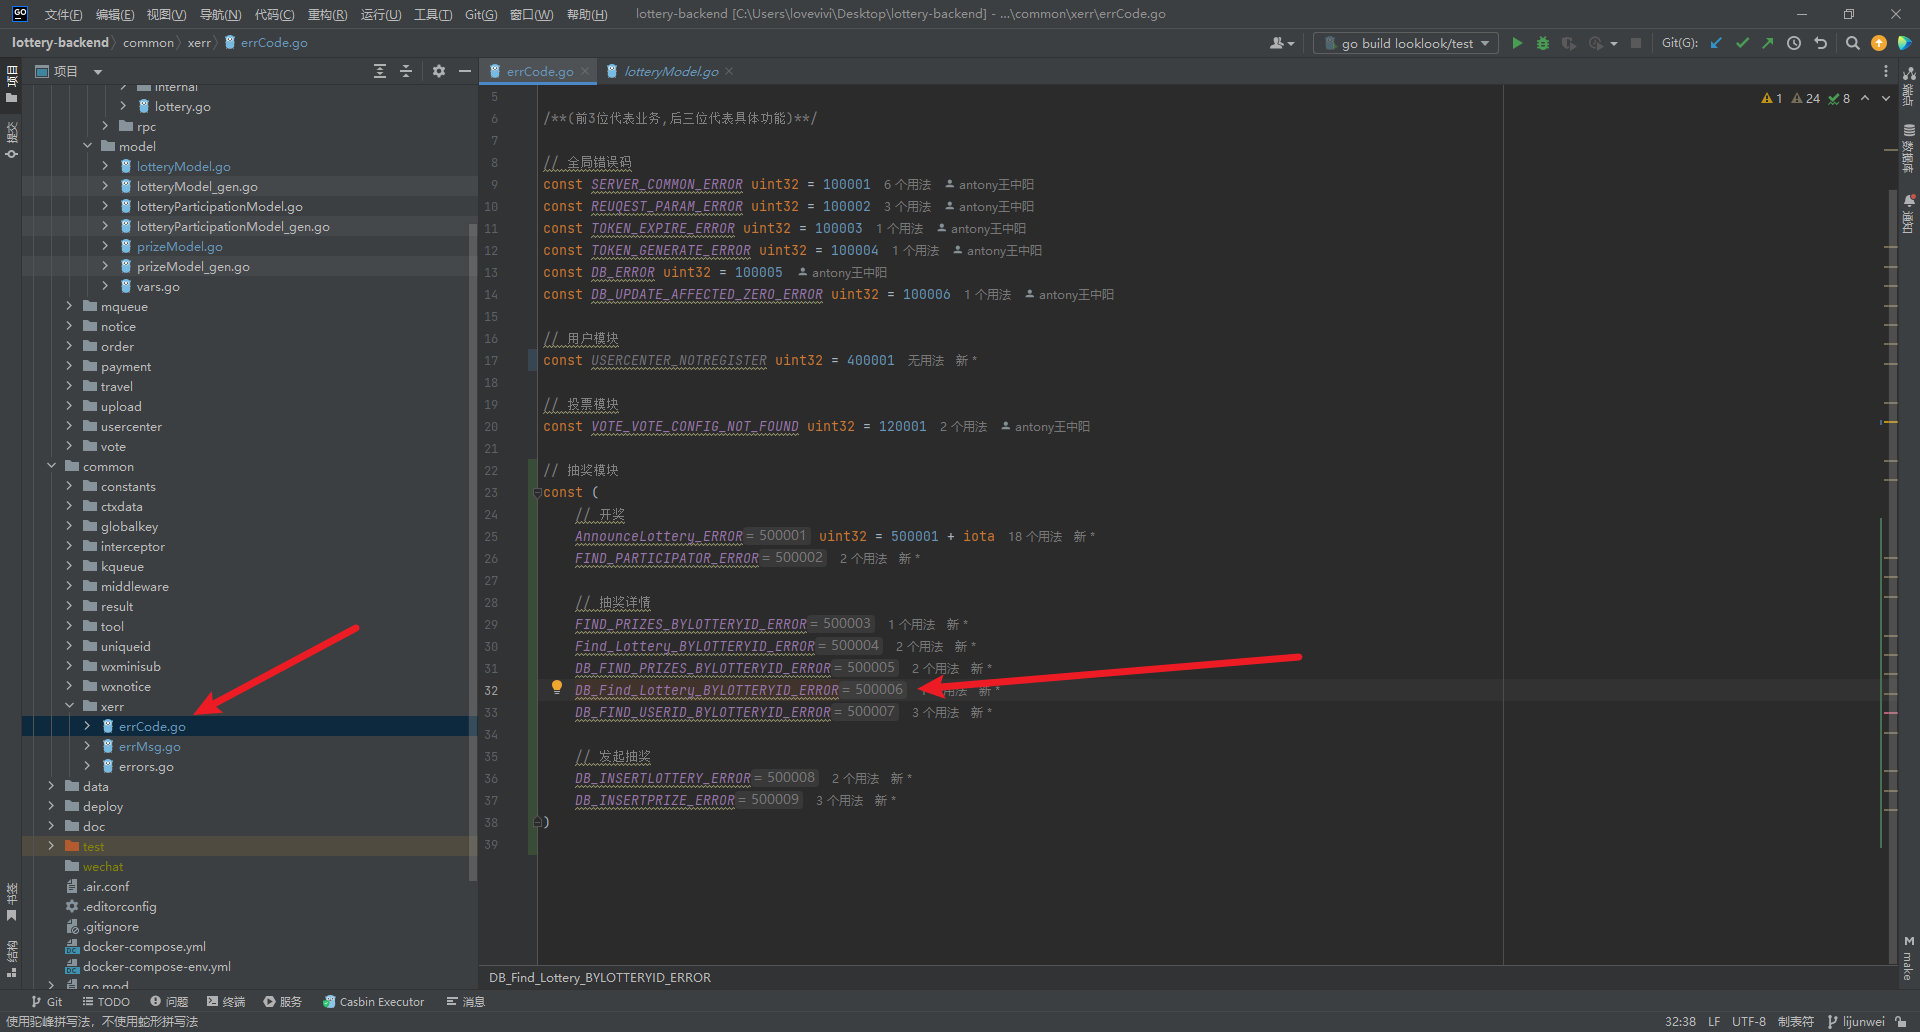 文件(F) 编辑(E) 视图(V) 导航(N) 代码(C) 重构(R) 运行(U) 工具(T) Git(G) 窗口(W) 帮助(H) lottery-backend [C:\Users\lovevivi\Desktop\lottery-backend] - ...\common\xerr\errCode.go
lottery-backend common xerr errCode.go
go build looklook/test
Git(G):
项目
errCode.go
lotteryModel.go
internal
lottery.go
rpc
model
lotteryModel.go
lotteryModel_gen.go
lotteryParticipationModel.go
lotteryParticipationModel_gen.go
prizeModel.go
prizeModel_gen.go
vars.go
mqueue
notice
order
payment
travel
upload
usercenter
vote
common
constants
ctxdata
globalkey
interceptor
kqueue
middleware
result
tool
uniqueid
wxminisub
wxnotice
xerr
errCode.go
errMsg.go
errors.go
data
deploy
doc
test
wechat
.air.conf
.editorconfig
.gitignore
docker-compose.yml
docker-compose-env.yml
go.mod
1 24 8
5
6 /**(前3位代表业务,后三位代表具体功能)**/
7
8 // 全局错误码
9 const SERVER_COMMON_ERROR uint32 = 100001 6 个用法 antony王中阳
10 const REUQEST_PARAM_ERROR uint32 = 100002 3 个用法 antony王中阳
11 const TOKEN_EXPIRE_ERROR uint32 = 100003 1 个用法 antony王中阳
12 const TOKEN_GENERATE_ERROR uint32 = 100004 1 个用法 antony王中阳
13 const DB_ERROR uint32 = 100005 antony王中阳
14 const DB_UPDATE_AFFECTED_ZERO_ERROR uint32 = 100006 1 个用法 antony王中阳
15
16 // 用户模块
17 const USERCENTER_NOTREGISTER uint32 = 400001 无用法 新 *
18
19 // 投票模块
20 const VOTE_VOTE_CONFIG_NOT_FOUND uint32 = 120001 2 个用法 antony王中阳
21
22 // 抽奖模块
23 const (
24 // 开奖
25 AnnounceLottery_ERROR = 500001 uint32 = 500001 + iota 18 个用法 新 *
26 FIND_PARTICIPATOR_ERROR = 500002 2 个用法 新 *
27
28 // 抽奖详情
29 FIND_PRIZES_BYLOTTERYID_ERROR = 500003 1 个用法 新 *
30 Find_Lottery_BYLOTTERYID_ERROR = 500004 2 个用法 新 *
31 DB_FIND_PRIZES_BYLOTTERYID_ERROR = 500005 2 个用法 新 *
32 DB_Find_Lottery_BYLOTTERYID_ERROR = 500006 用法 新 *
33 DB_FIND_USERID_BYLOTTERYID_ERROR = 500007 3 个用法 新 *
34
35 // 发起抽奖
36 DB_INSERTLOTTERY_ERROR = 500008 2 个用法 新 *
37 DB_INSERTPRIZE_ERROR = 500009 3 个用法 新 *
38 )
39
DB_Find_Lottery_BYLOTTERYID_ERROR
项目
提交
书签
结构
端点
数据库
通知
make
Git TODO 问题 终端 服务 Casbin Executor 消息
使用驼峰拼写法，不使用蛇形拼写法
32:38 LF UTF-8 制表符 lijunwei